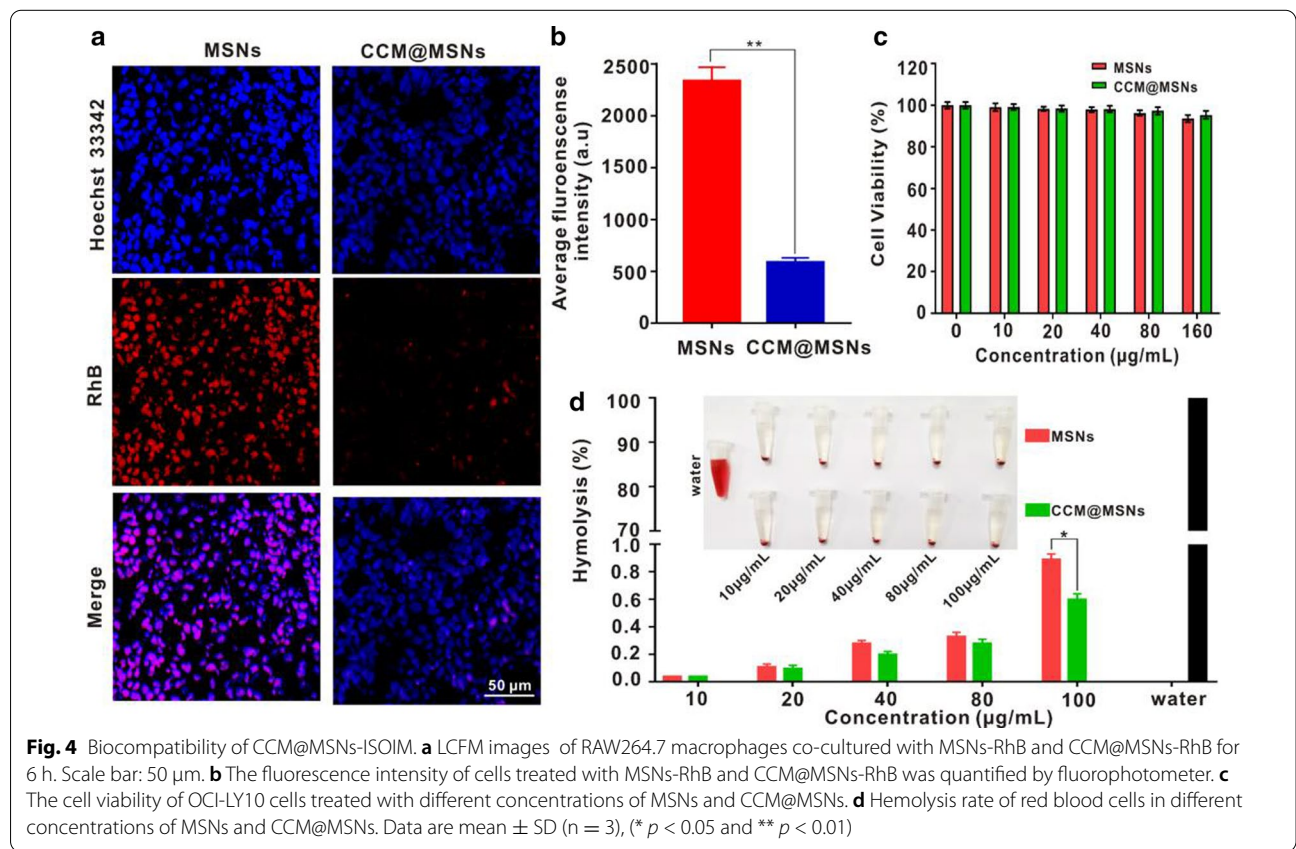 a
MSNs
CCM@MSNs
Hoechst 33342
RhB
Merge
50 µm
b
**
Average fluroenscense
intensity (a.u)
2500
2000
1500
1000
500
0
MSNs
CCM@MSNs
c
MSNs
CCM@MSNs
Cell Viability (%)
120
100
80
60
40
20
0
0 10 20 40 80 160
Concentration (µg/mL)
d
Hymolysis (%)
100
90
80
70
1.0
0.8
0.6
0.4
0.2
0.0
water
10µg/mL
20µg/mL
40µg/mL
80µg/mL
100µg/mL
MSNs
CCM@MSNs
*
10 20 40 80 100 water
Concentration (µg/mL)
Fig. 4 Biocompatibility of CCM@MSNs-ISOIM. a LCFM images of RAW264.7 macrophages co-cultured with MSNs-RhB and CCM@MSNs-RhB for
6 h. Scale bar: 50 µm. b The fluorescence intensity of cells treated with MSNs-RhB and CCM@MSNs-RhB was quantified by fluorophotometer. c
The cell viability of OCI-LY10 cells treated with different concentrations of MSNs and CCM@MSNs. d Hemolysis rate of red blood cells in different
concentrations of MSNs and CCM@MSNs. Data are mean ± SD (n = 3), (* p < 0.05 and ** p < 0.01)